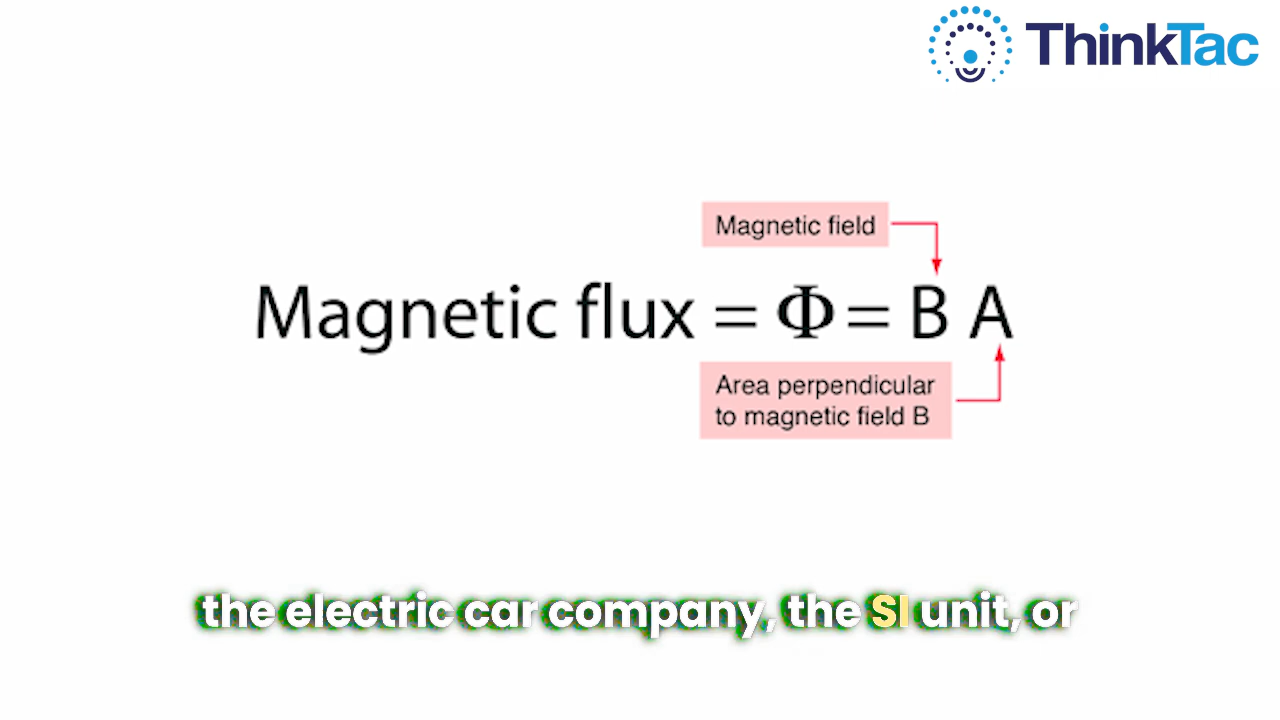 ThinkTac
Magnetic field
Magnetic flux = Φ = B A
Area perpendicular
to magnetic field B
the electric car company, the SI unit, or